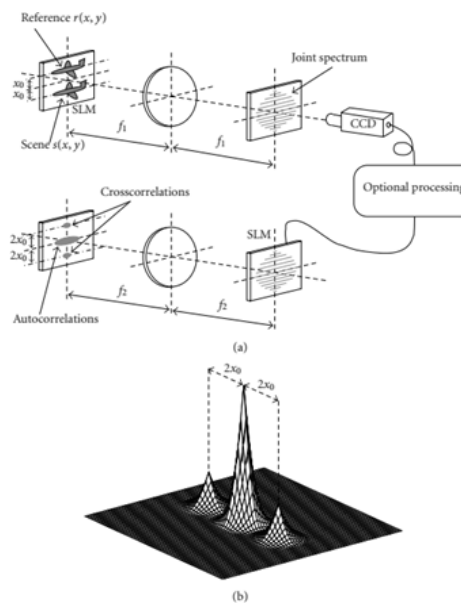 Reference r(x, y)
Joint spectrum
x₀
x₀
SLM
Scene s(x, y)
f₁
f₁
CCD
Optional processing
Crosscorrelations
SLM
2x₀
2x₀
f₂
f₂
Autocorrelations
(a)
2x₀
2x₀
(b)